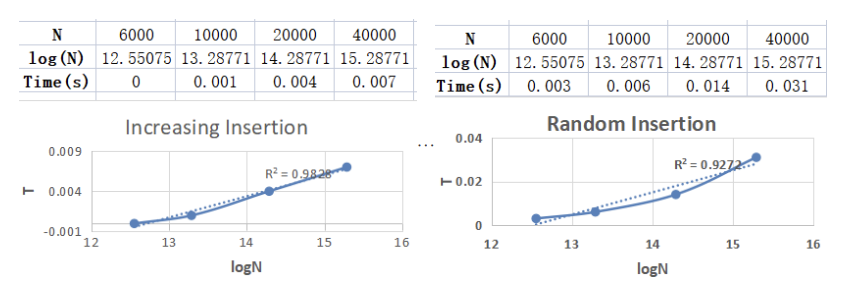 N 6000 10000 20000 40000
log(N) 12.55075 13.28771 14.28771 15.28771
Time(s) 0 0.001 0.004 0.007
Increasing Insertion
0.009
0.004
-0.001
T
R² = 0.9828
12 13 14 15 16
logN
...
N 6000 10000 20000 40000
log(N) 12.55075 13.28771 14.28771 15.28771
Time(s) 0.003 0.006 0.014 0.031
Random Insertion
0.04
0.02
0
T
R² = 0.9272
12 13 14 15 16
logN